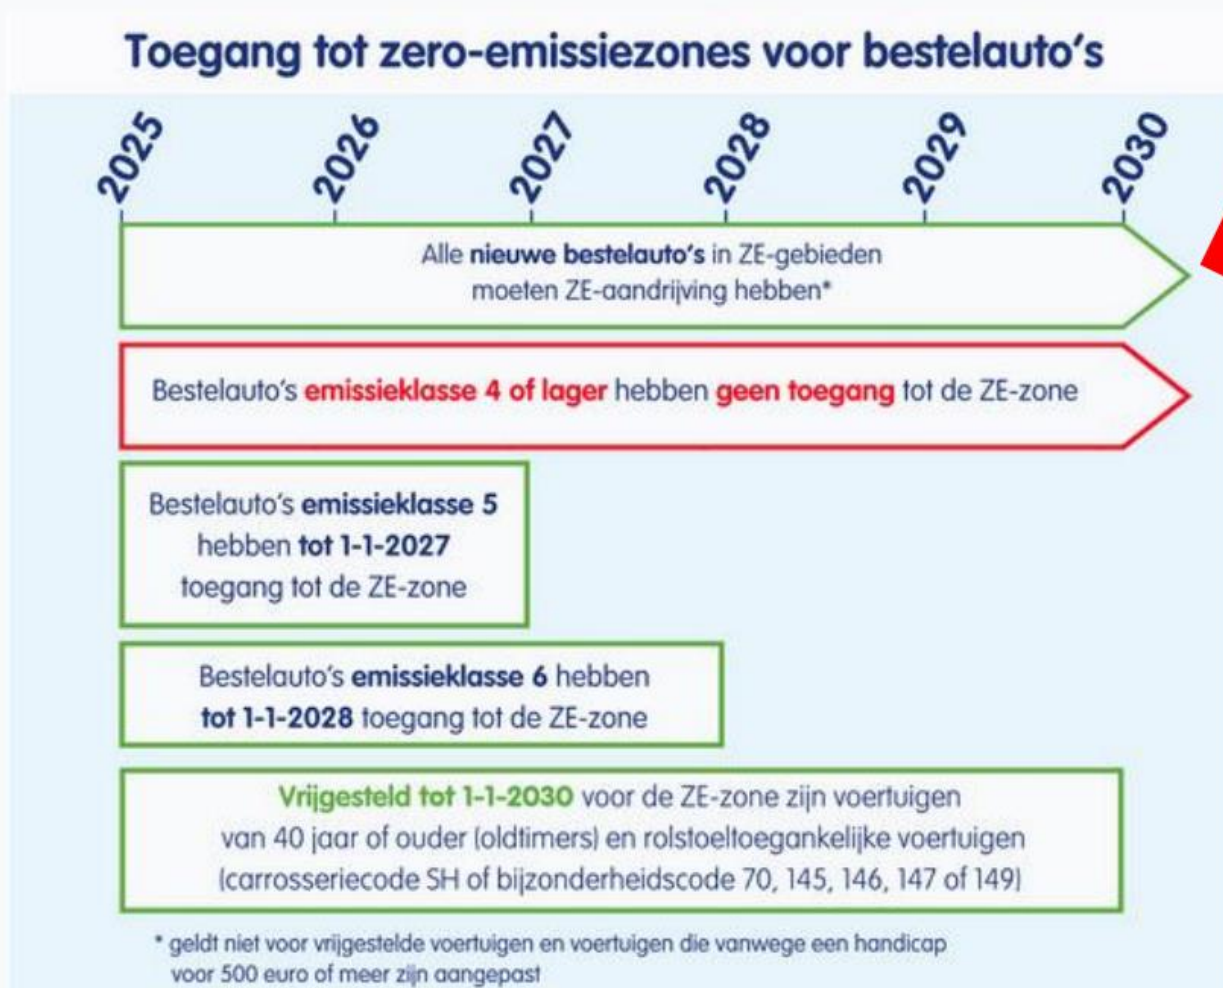 Toegang tot zero-emissiezones voor bestelauto's
2025 2026 2027 2028 2029 2030
Alle nieuwe bestelauto's in ZE-gebieden
moeten ZE-aandrijving hebben*
Bestelauto's emissieklasse 4 of lager hebben geen toegang tot de ZE-zone
Bestelauto's emissieklasse 5
hebben tot 1-1-2027
toegang tot de ZE-zone
Bestelauto's emissieklasse 6 hebben
tot 1-1-2028 toegang tot de ZE-zone
Vrijgesteld tot 1-1-2030 voor de ZE-zone zijn voertuigen
van 40 jaar of ouder (oldtimers) en rolstoeltoegankelijke voertuigen
(carrosseriecode SH of bijzonderheidscode 70, 145, 146, 147 of 149)
* geldt niet voor vrijgestelde voertuigen en voertuigen die vanwege een handicap
voor 500 euro of meer zijn aangepast